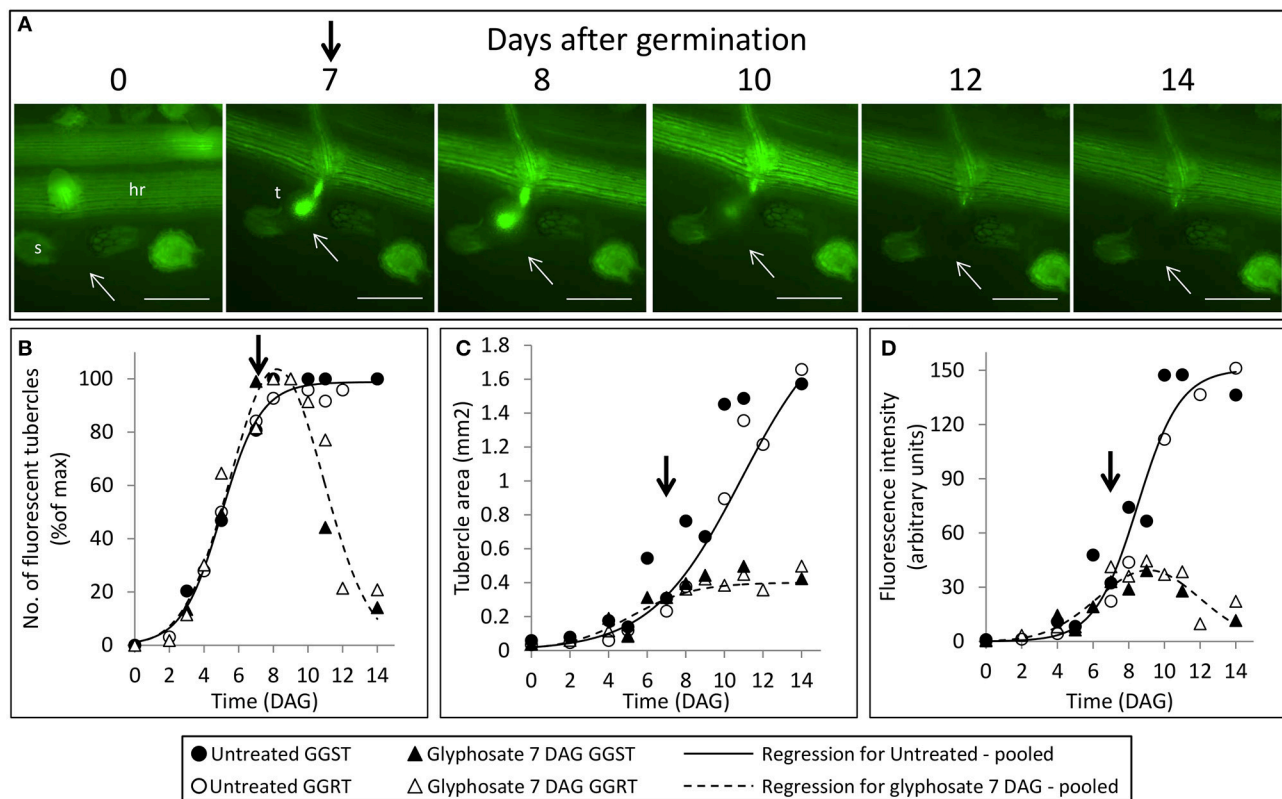 A
Days after germination
0 7 8 10 12 14
hr
s
t
B
No. of fluorescent tubercles
(%of max)
100
80
60
40
20
0
0 2 4 6 8 10 12 14
Time (DAG)
C
Tubercle area (mm2)
1.8
1.6
1.4
1.2
1
0.8
0.6
0.4
0.2
0
0 2 4 6 8 10 12 14
Time (DAG)
D
Fluorescence intensity
(arbitrary units)
150
120
90
60
30
0
0 2 4 6 8 10 12 14
Time (DAG)
Untreated GGST Glyphosate 7 DAG GGST Regression for Untreated - pooled
Untreated GGRT Glyphosate 7 DAG GGRT Regression for glyphosate 7 DAG - pooled